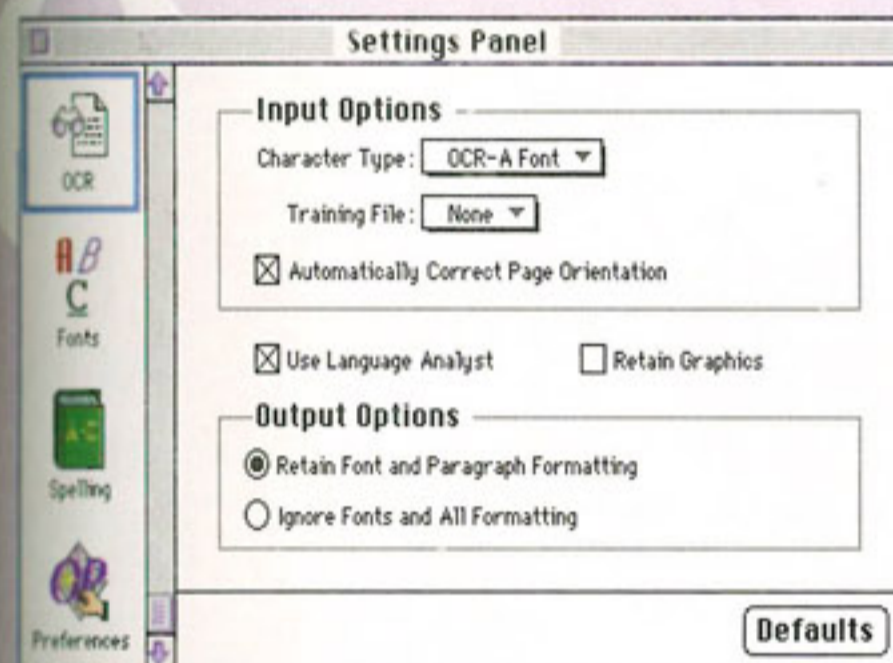 Settings Panel
OCR
A B
C
Fonts
A-Z
Spelling
OP
Preferences
Input Options
Character Type: OCR-A Font
Training File: None
Automatically Correct Page Orientation
Use Language Analyst Retain Graphics
Output Options
Retain Font and Paragraph Formatting
Ignore Fonts and All Formatting
Defaults